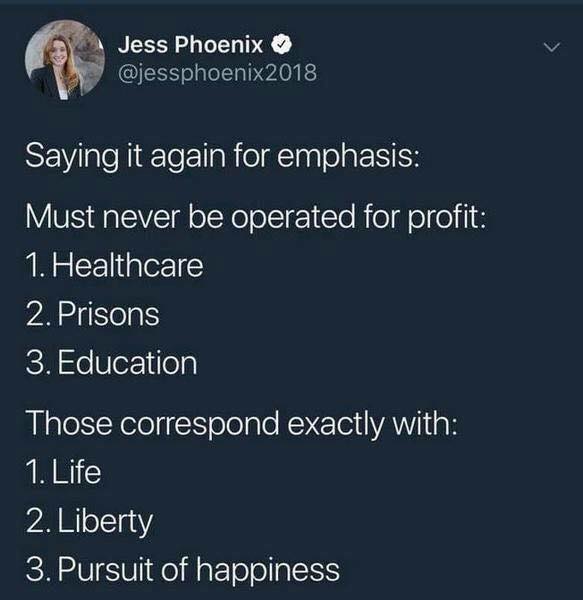 Jess Phoenix
@jessphoenix2018
Saying it again for emphasis:
Must never be operated for profit:
1. Healthcare
2. Prisons
3. Education
Those correspond exactly with:
1. Life
2. Liberty
3. Pursuit of happiness